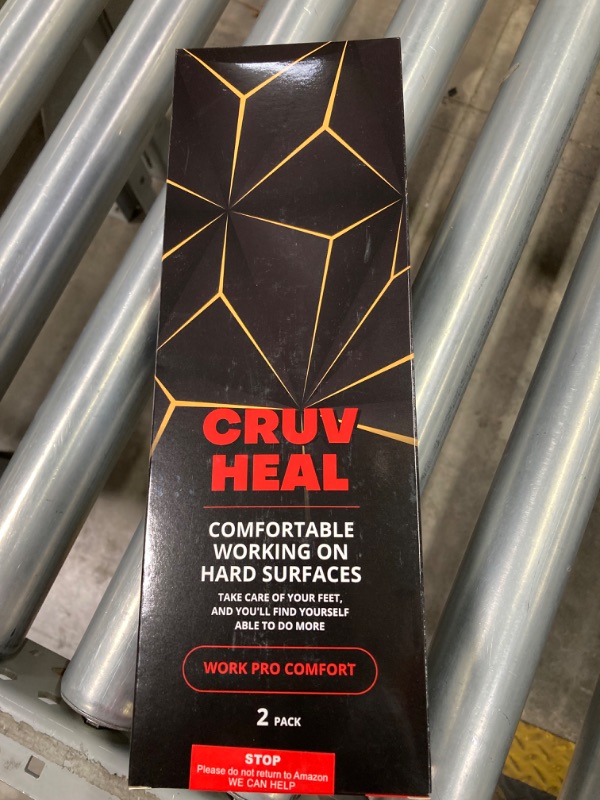 CRUV
HEAL
COMFORTABLE
WORKING ON
HARD SURFACES
TAKE CARE OF YOUR FEET,
AND YOU'LL FIND YOURSELF
ABLE TO DO MORE
WORK PRO COMFORT
2 PACK
STOP
Please do not return to Amazon
WE CAN HELP